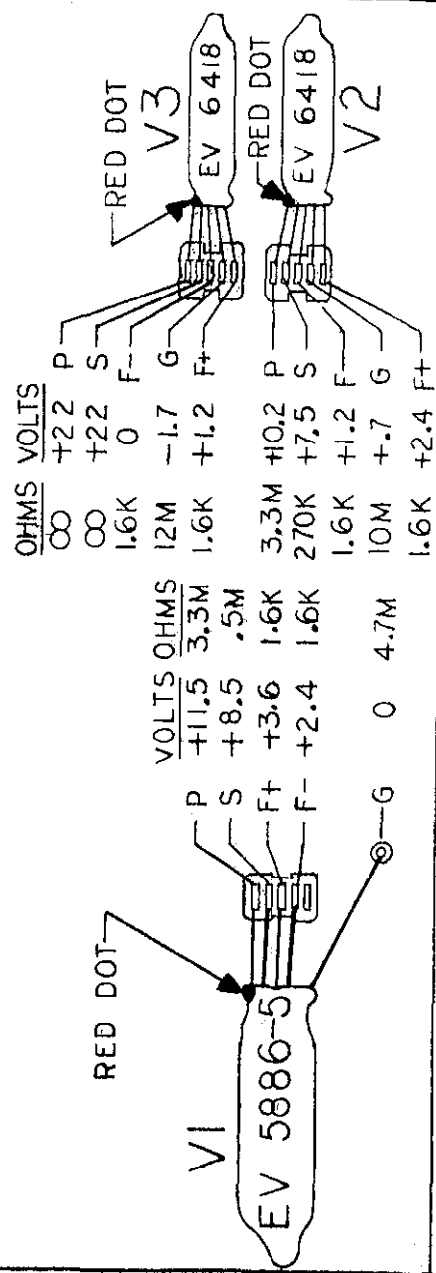 V1
RED DOT
EV 5886-5
VOLTS OHMS
P +11.5 3.3M
S +8.5 .5M
F+ +3.6 1.6K
F- +2.4 1.6K
G 0 4.7M
OHMS VOLTS
∞ +22 P
∞ +22 S
1.6K 0 F-
12M -1.7 G
1.6K +1.2 F+
RED DOT
V3
EV 6418
3.3M +10.2 P
270K +7.5 S
1.6K +1.2 F-
10M +.7 G
1.6K +2.4 F+
RED DOT
EV 6418
V2